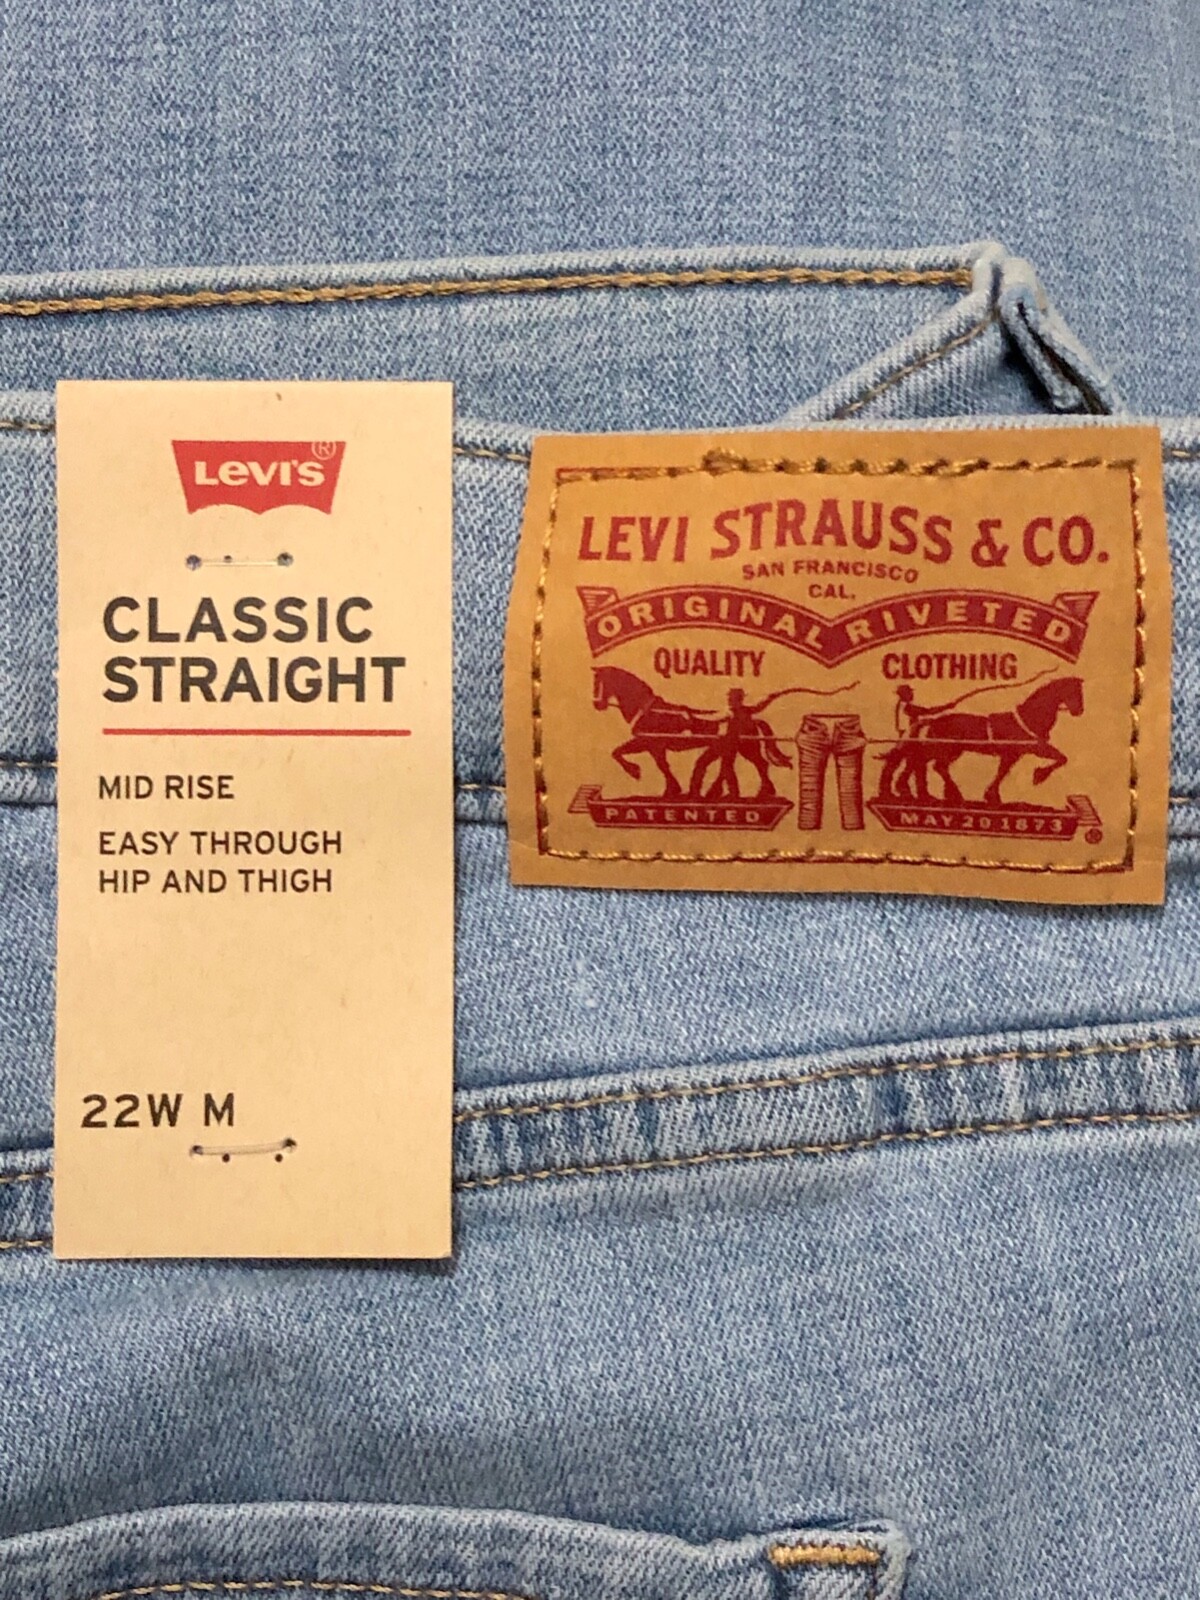 LEVI'S®
CLASSIC
STRAIGHT
MID RISE
EASY THROUGH
HIP AND THIGH
22W M
LEVI STRAUSS & CO.
SAN FRANCISCO
CAL.
ORIGINAL RIVETED
QUALITY CLOTHING
PATENTED MAY 20 1873 ®